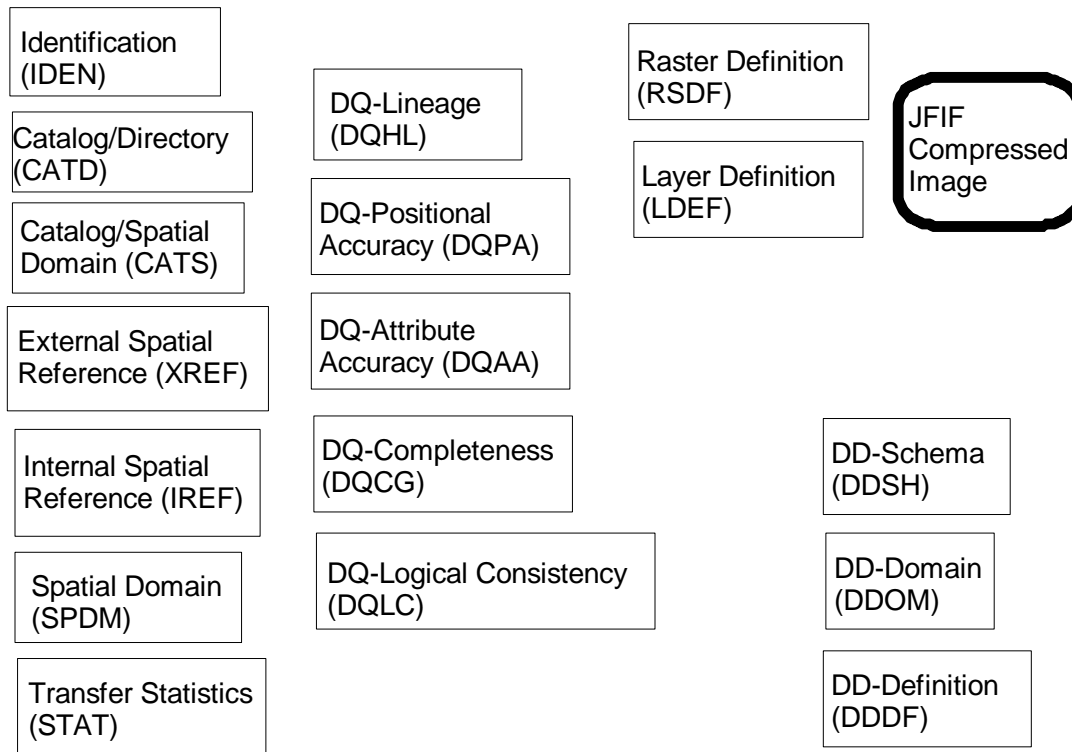 Identification
(IDEN)
Catalog/Directory
(CATD)
Catalog/Spatial
Domain (CATS)
External Spatial
Reference (XREF)
Internal Spatial
Reference (IREF)
Spatial Domain
(SPDM)
Transfer Statistics
(STAT)
DQ-Lineage
(DQHL)
DQ-Positional
Accuracy (DQPA)
DQ-Attribute
Accuracy (DQAA)
DQ-Completeness
(DQCG)
DQ-Logical Consistency
(DQLC)
Raster Definition
(RSDF)
Layer Definition
(LDEF)
JFIF
Compressed
Image
DD-Schema
(DDSH)
DD-Domain
(DDOM)
DD-Definition
(DDDF)